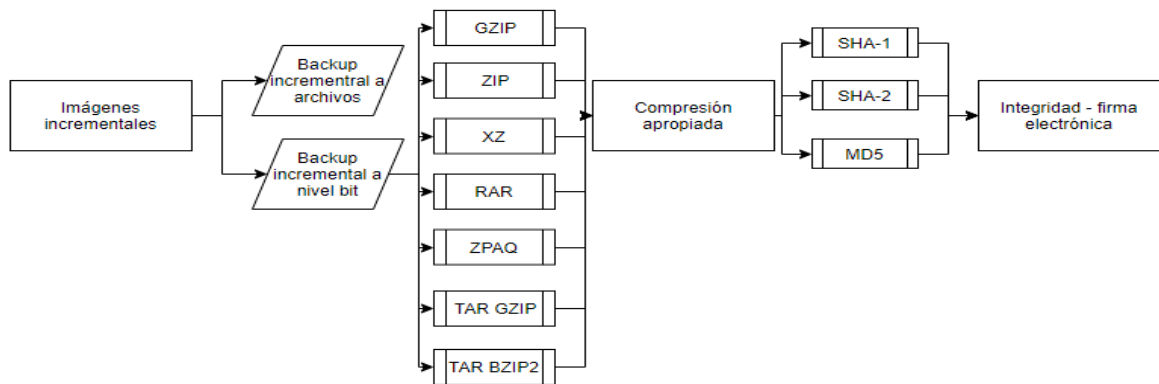 Imágenes
incrementales
Backup
incrementral a
archivos
Backup
incremental a
nivel bit
GZIP
ZIP
XZ
RAR
ZPAQ
TAR GZIP
TAR BZIP2
Compresión
apropiada
SHA-1
SHA-2
MD5
Integridad - firma
electrónica